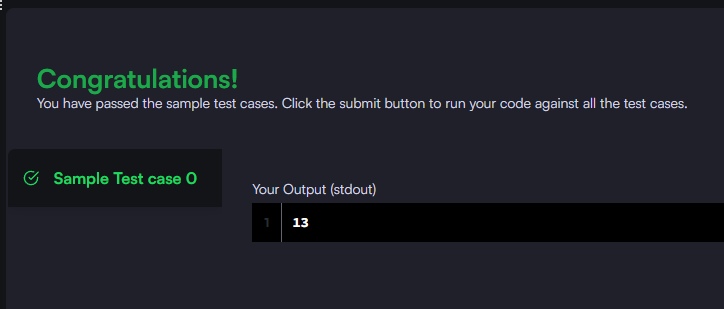 Congratulations!
You have passed the sample test cases. Click the submit button to run your code against all the test cases.
Sample Test case 0
Your Output (stdout)
1 13